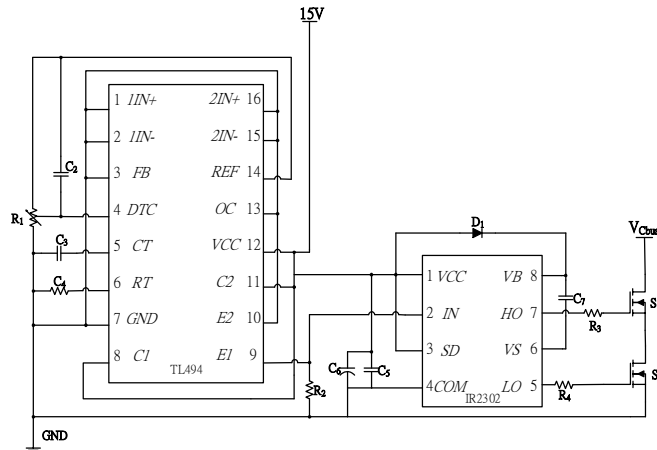 15V
1 1IN+ 2IN+ 16
2 1IN- 2IN- 15
3 FB REF 14
4 DTC OC 13
5 CT VCC 12
6 RT C2 11
7 GND E2 10
8 C1 E1 9
TL494
C2
R1
C3
C4
R2
GND
C6
C5
D1
1 VCC VB 8
2 IN HO 7
3 SD VS 6
4 COM LO 5
IR2302
C7
R3
R4
VCbus
S
S